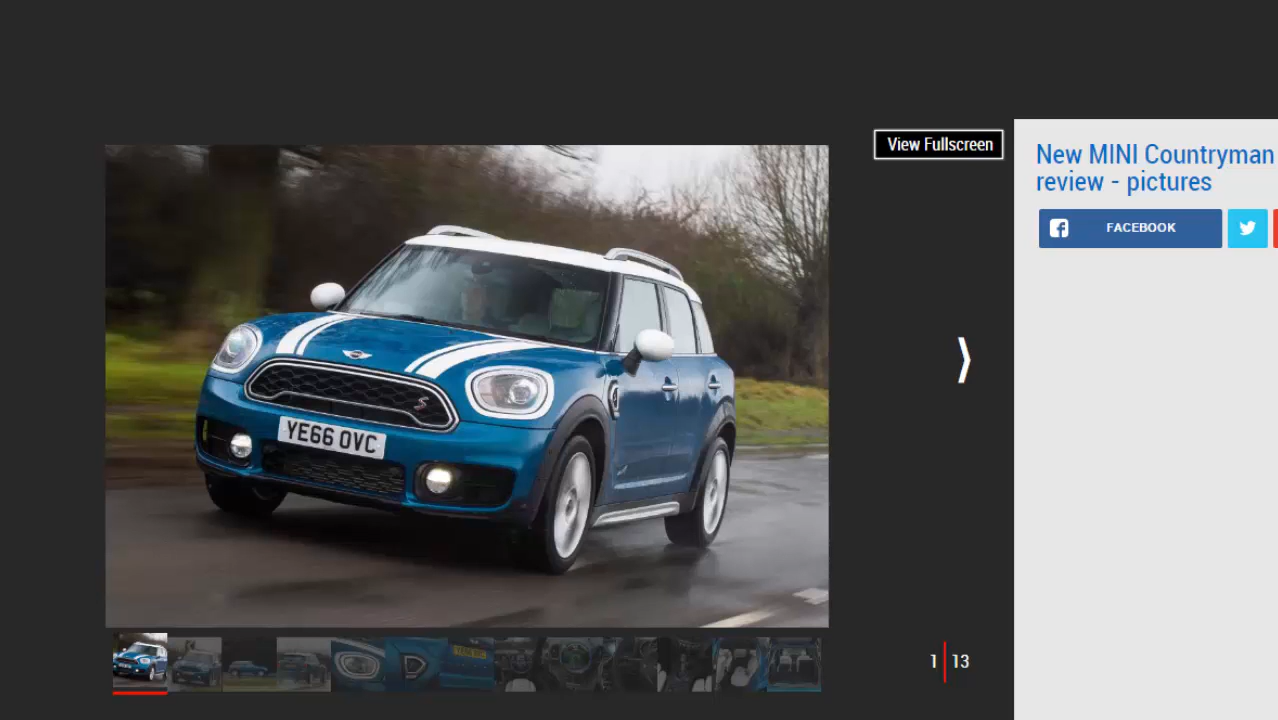 View Fullscreen
New MINI Countryman
review - pictures
FACEBOOK
YE66 OVC
S
1 13